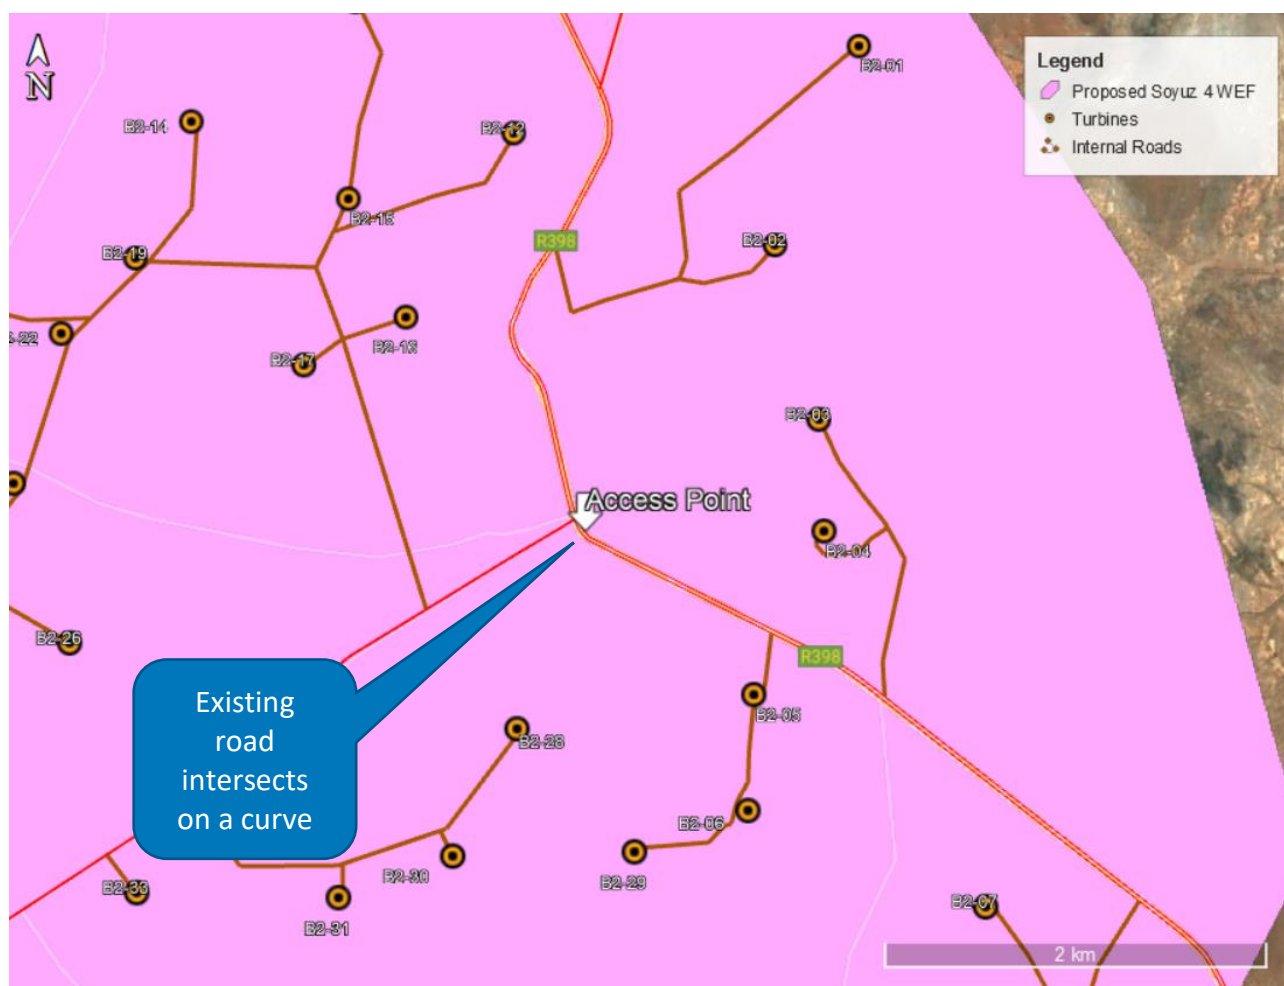 N
B2-01
Legend
Proposed Soyuz 4 WEF
Turbines
Internal Roads
B2-14
B2-12
B2-15
R398
B2-02
B2-19
B2-17
B2-03
Access Point
B2-04
B2-26
R398
Existing
road
intersects
on a curve
B2-05
B2-28
B2-06
B2-30
B2-29
B2-33
B2-31
B2-07
2 km